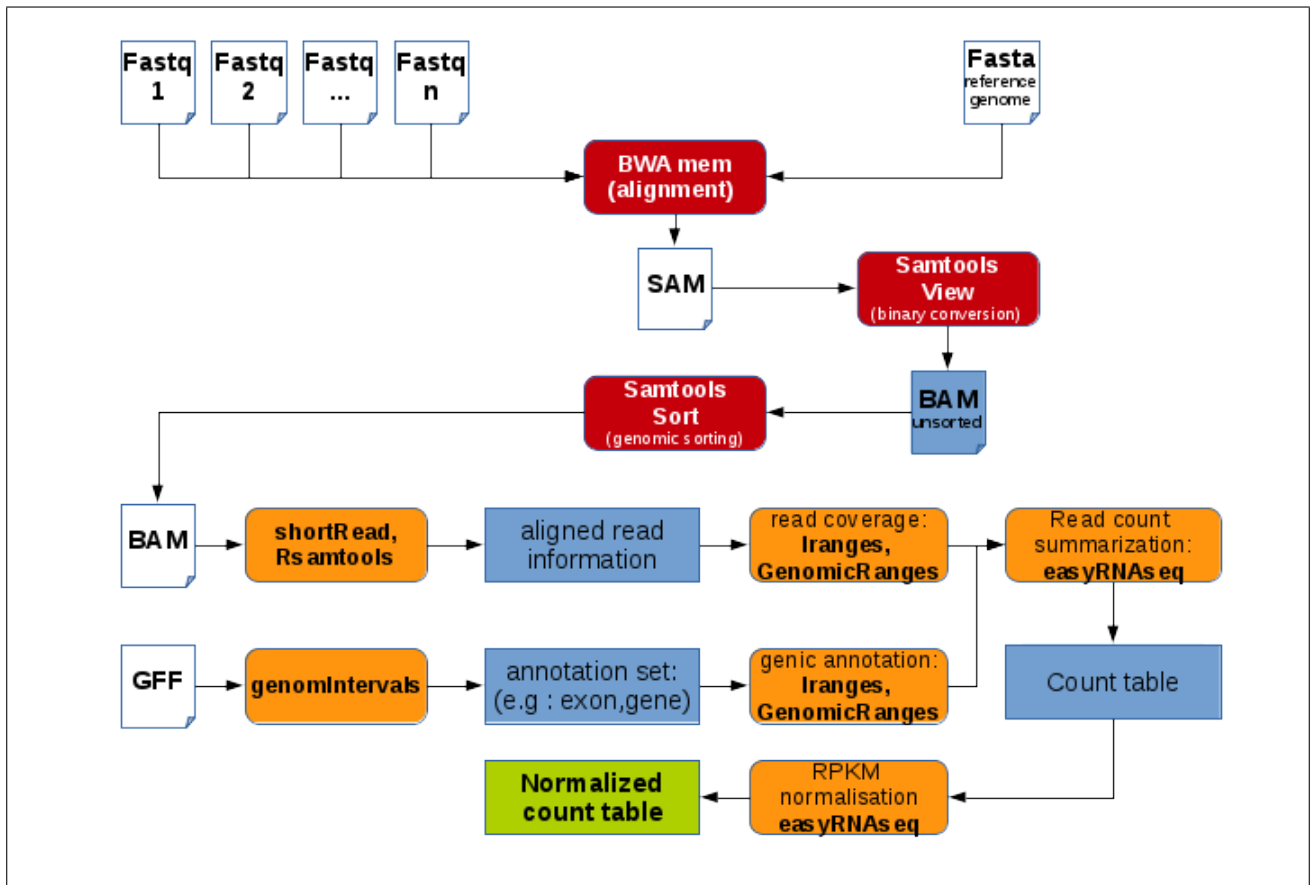 Fastq
1
Fastq
2
Fastq
...
Fastq
n
Fasta
reference
genome
BWA mem
(alignment)
SAM
Samtools
View
(binary conversion)
BAM
unsorted
Samtools
Sort
(genomic sorting)
BAM
shortRead,
Rsamtools
aligned read
information
read coverage:
Iranges,
GenomicRanges
Read count
summarization:
easyRNAseq
GFF
genomIntervals
annotation set:
(e.g : exon,gene)
genic annotation:
Iranges,
GenomicRanges
Count table
RPKM
normalisation
easyRNAseq
Normalized
count table